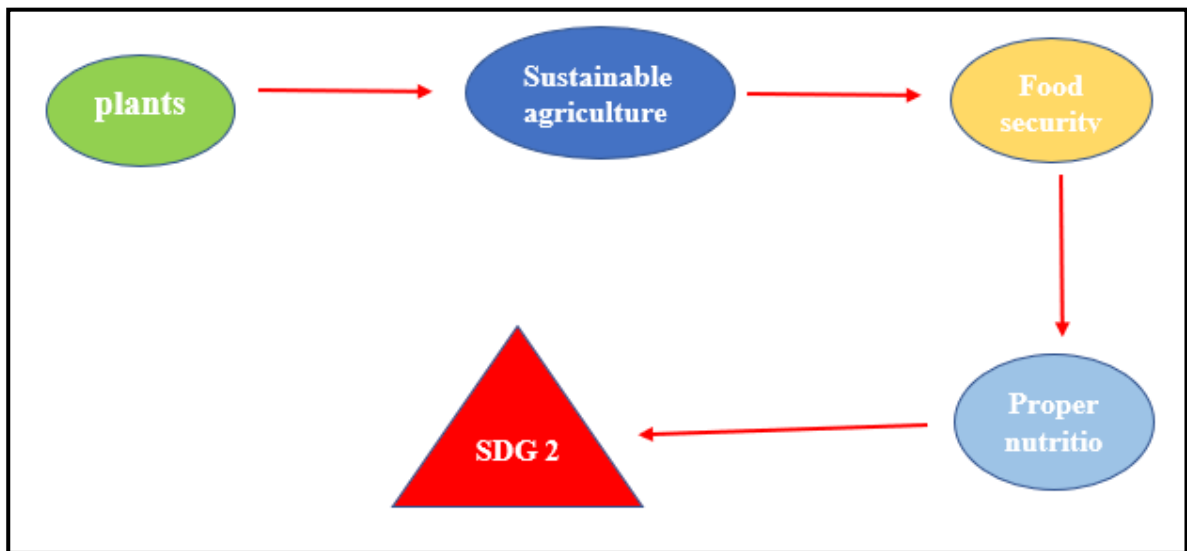 plants
Sustainable
agriculture
Food
security
Proper
nutritio
SDG 2